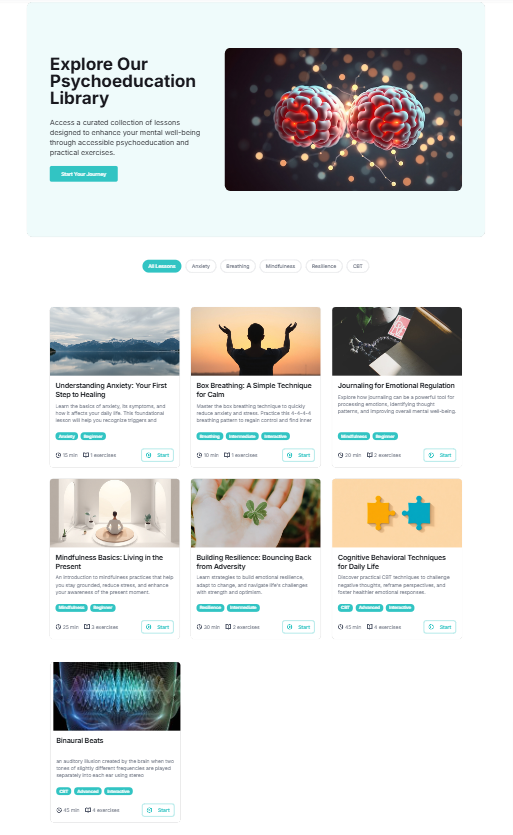 Explore Our
Psychoeducation
Library
Access a curated collection of lessons
designed to enhance your mental well-being
through accessible psychoeducation and
practical exercises.
Start Your Journey
All Lessons
Anxiety
Breathing
Mindfulness
Resilience
CBT
Understanding Anxiety: Your First
Step to Healing
Learn the basics of anxiety, its symptoms, and
how it affects your daily life. This foundational
lesson will help you recognize triggers and
Anxiety
Beginner
15 min
1 exercises
Start
Box Breathing: A Simple Technique
for Calm
Master the box breathing technique to quickly
reduce anxiety and stress. Practice this 4-4-4-4
breathing pattern to regain control and find inner
Breathing
Intermediate
Interactive
10 min
1 exercises
Start
Journaling for Emotional Regulation
Explore how journaling can be a powerful tool for
processing emotions, identifying thought
patterns, and improving overall mental well-being.
Mindfulness
Beginner
20 min
2 exercises
Start
Mindfulness Basics: Living in the
Present
An introduction to mindfulness practices that help
you stay grounded, reduce stress, and enhance
your awareness of the present moment.
Mindfulness
Beginner
25 min
3 exercises
Start
Building Resilience: Bouncing Back
from Adversity
Learn strategies to build emotional resilience,
adapt to change, and navigate life's challenges
with strength and optimism.
Resilience
Intermediate
30 min
2 exercises
Start
Cognitive Behavioral Techniques
for Daily Life
Discover practical CBT techniques to challenge
negative thoughts, reframe perspectives, and
foster healthier emotional responses.
CBT
Advanced
Interactive
45 min
4 exercises
Start
Binaural Beats
an auditory illusion created by the brain when two
tones of slightly different frequencies are played
separately into each ear using stereo
CBT
Advanced
Interactive
45 min
4 exercises
Start